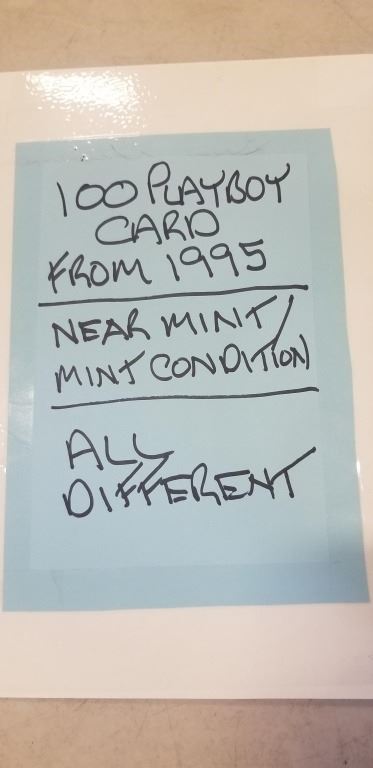 100 PLAYBOY
CARD
FROM 1995
NEAR MINT/
MINT CONDITION
ALL
DIFFERENT